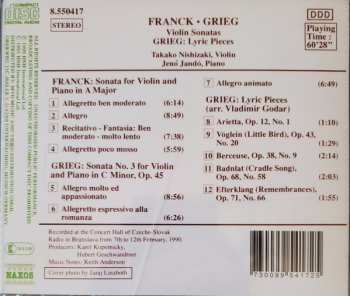 8.550417
STEREO
FRANCK • GRIEG
Violin Sonatas
GRIEG: Lyric Pieces
Takako Nishizaki, Violin
Jenő Jandó, Piano
DDD
Playing
Time:
60'28"
FRANCK: Sonata for Violin and
Piano in A Major
1 Allegretto ben moderato (6:14)
2 Allegro (8:49)
3 Recitativo - Fantasia: Ben
moderato - molto lento (7:38)
4 Allegretto poco mosso (5:59)
GRIEG: Sonata No. 3 for Violin
and Piano in C Minor, Op. 45
5 Allegro molto ed
appassionato (8:56)
6 Allegretto espressivo alla
romanza (6:26)
7 Allegro animato (6:49)
GRIEG: Lyric Pieces
(arr. Vladimir Godar)
8 Arietta, Op. 12, No. 1 (1:10)
9 Voglein (Little Bird), Op. 43,
No. 20 (1:29)
10 Berceuse, Op. 38, No. 9 (2:14)
11 Badnlat (Cradle Song),
Op. 68, No. 58 (2:03)
12 Efterklang (Remembrances),
Op. 71, No. 66 (1:55)
Recorded at the Concert Hall of Czecho-Slovak
Radio in Bratislava from 7th to 12th February, 1990.
Producers: Karol Kopernicky,
Hubert Geschwandtner
Music Notes: Keith Anderson
Cover photo by
NAXOS
7 30099 54172 5